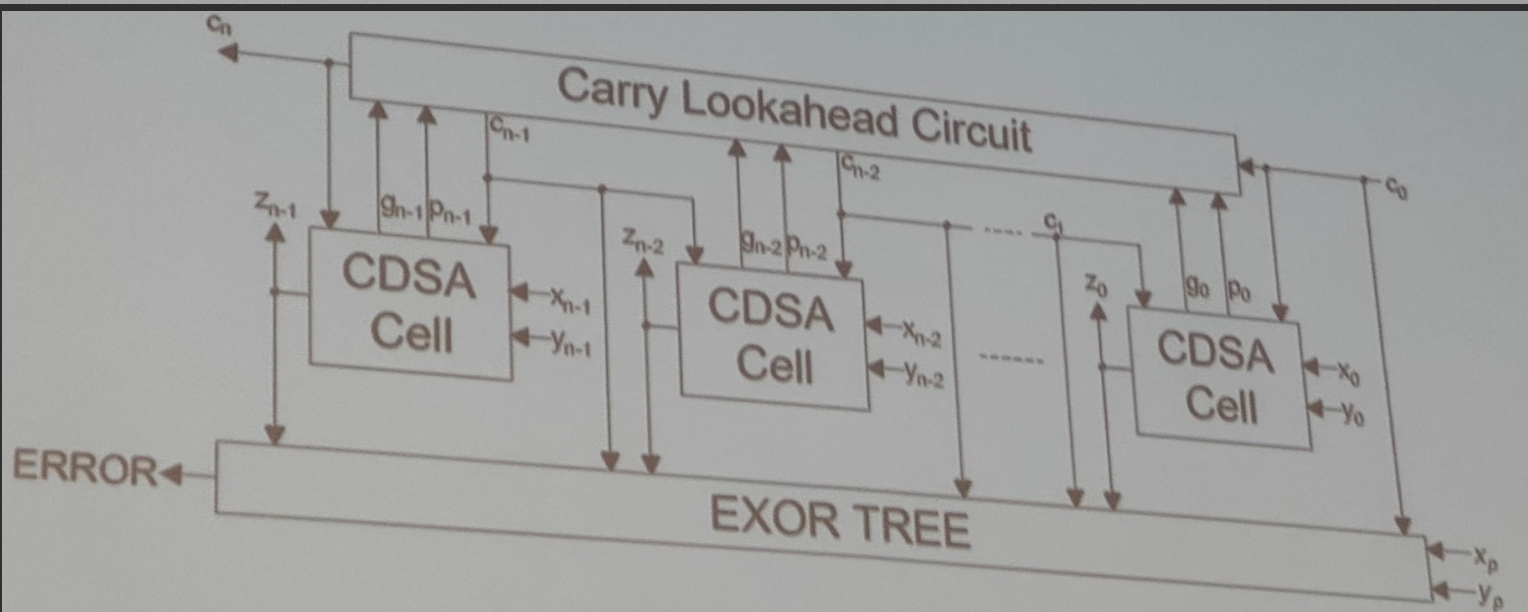 cn
Carry Lookahead Circuit
cn-1
cn-2
c0
zn-1
gn-1
pn-1
zn-2
gn-2
pn-2
c1
z0
g0
p0
CDSA
Cell
xn-1
yn-1
CDSA
Cell
xn-2
yn-2
CDSA
Cell
x0
y0
ERROR
EXOR TREE
xp
yp